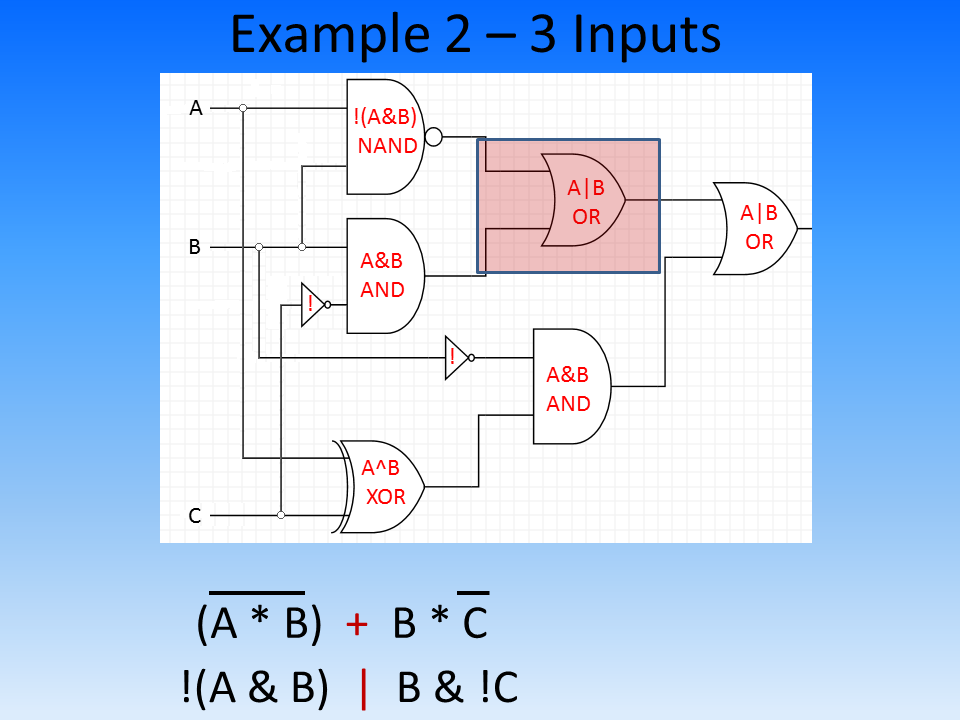 Example 2 – 3 Inputs
A
!(A&B)
NAND
A|B
OR
A|B
OR
B
A&B
AND
!
!
A&B
AND
A^B
XOR
C
(A * B) + B * C
!(A & B) | B & !C